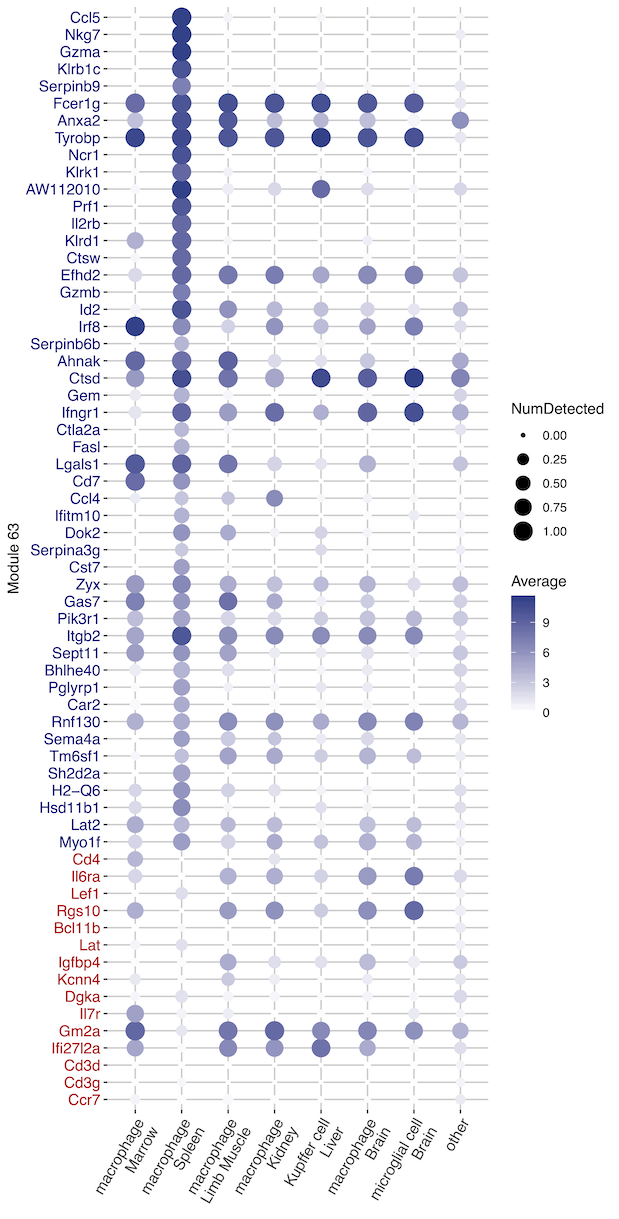 Module 63
Ccl5
Nkg7
Gzma
Klrb1c
Serpinb9
Fcer1g
Anxa2
Tyrobp
Ncr1
Klrk1
AW112010
Prf1
Il2rb
Klrd1
Ctsw
Efhd2
Gzmb
Id2
Irf8
Serpinb6b
Ahnak
Ctsd
Gem
Ifngr1
Ctla2a
Fasl
Lgals1
Cd7
Ccl4
Ifitm10
Dok2
Serpina3g
Cst7
Zyx
Gas7
Pik3r1
Itgb2
Sept11
Bhlhe40
Pglyrp1
Car2
Rnf130
Sema4a
Tm6sf1
Sh2d2a
H2−Q6
Hsd11b1
Lat2
Myo1f
Cd4
Il6ra
Lef1
Rgs10
Bcl11b
Lat
Igfbp4
Kcnn4
Dgka
Il7r
Gm2a
Ifi27l2a
Cd3d
Cd3g
Ccr7
macrophage
Marrow
macrophage
Spleen
macrophage
Limb Muscle
macrophage
Kidney
Kupffer cell
Liver
macrophage
Brain
microglial cell
Brain
other
NumDetected
0.00
0.25
0.50
0.75
1.00
Average
9
6
3
0